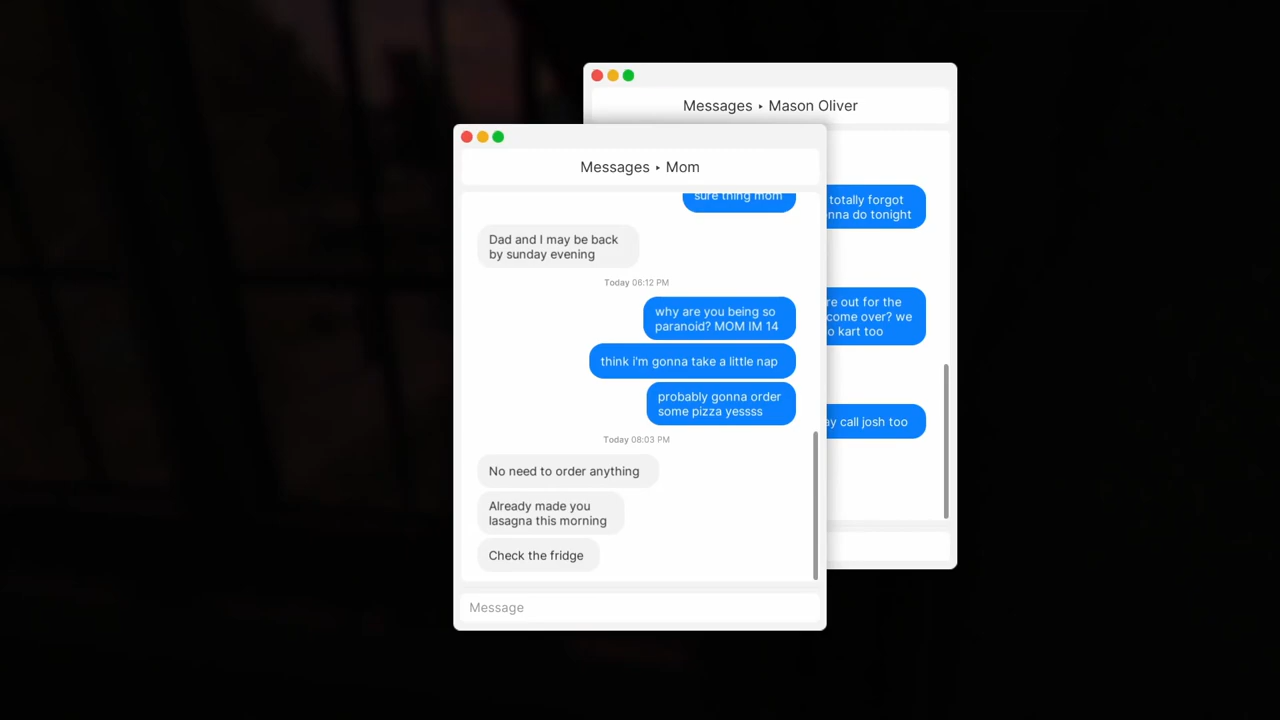 Messages ‣ Mason Oliver
totally forgot
nna do tonight
re out for the
come over? we
o kart too
ay call josh too
Messages ‣ Mom
sure thing mom
Dad and I may be back
by sunday evening
Today 06:12 PM
why are you being so
paranoid? MOM IM 14
think i'm gonna take a little nap
probably gonna order
some pizza yessss
Today 08:03 PM
No need to order anything
Already made you
lasagna this morning
Check the fridge
Message